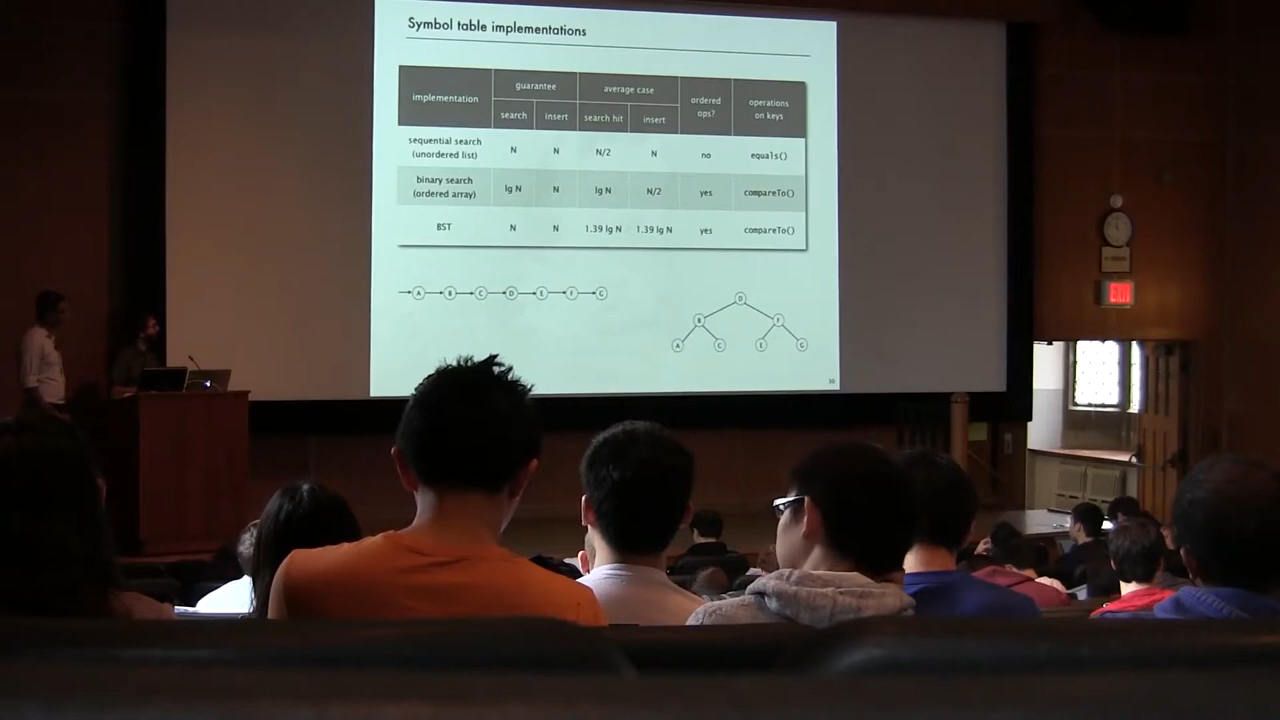 Symbol table implementations
implementation
guarantee
average case
ordered
ops?
operations
on keys
search
insert
search hit
insert
sequential search
(unordered list)
N
N
N/2
N
no
equals()
binary search
(ordered array)
lg N
N
lg N
N/2
yes
compareTo()
BST
N
N
1.39 lg N
1.39 lg N
yes
compareTo()
A B C D E F G
D
B F
A C E G
30
EXIT